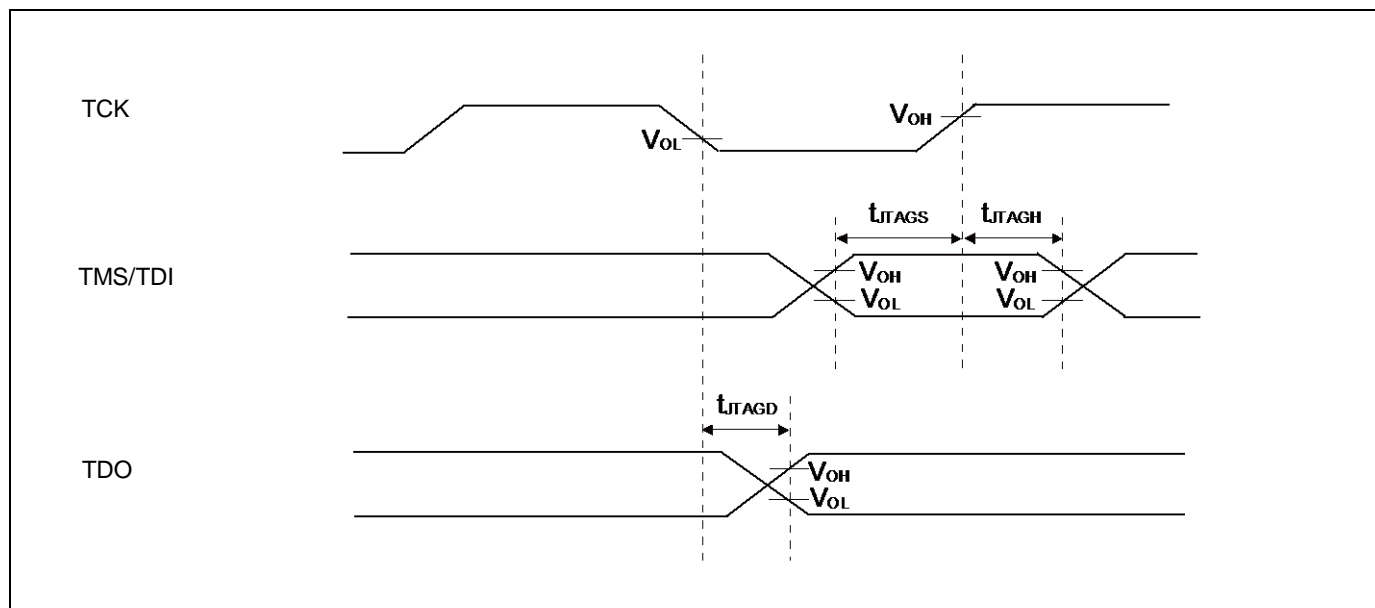 TCK
VOH
VOL
tJTAGS tJTAGH
TMS/TDI
VOH VOH
VOL VOL
tJTAGD
TDO
VOH
VOL